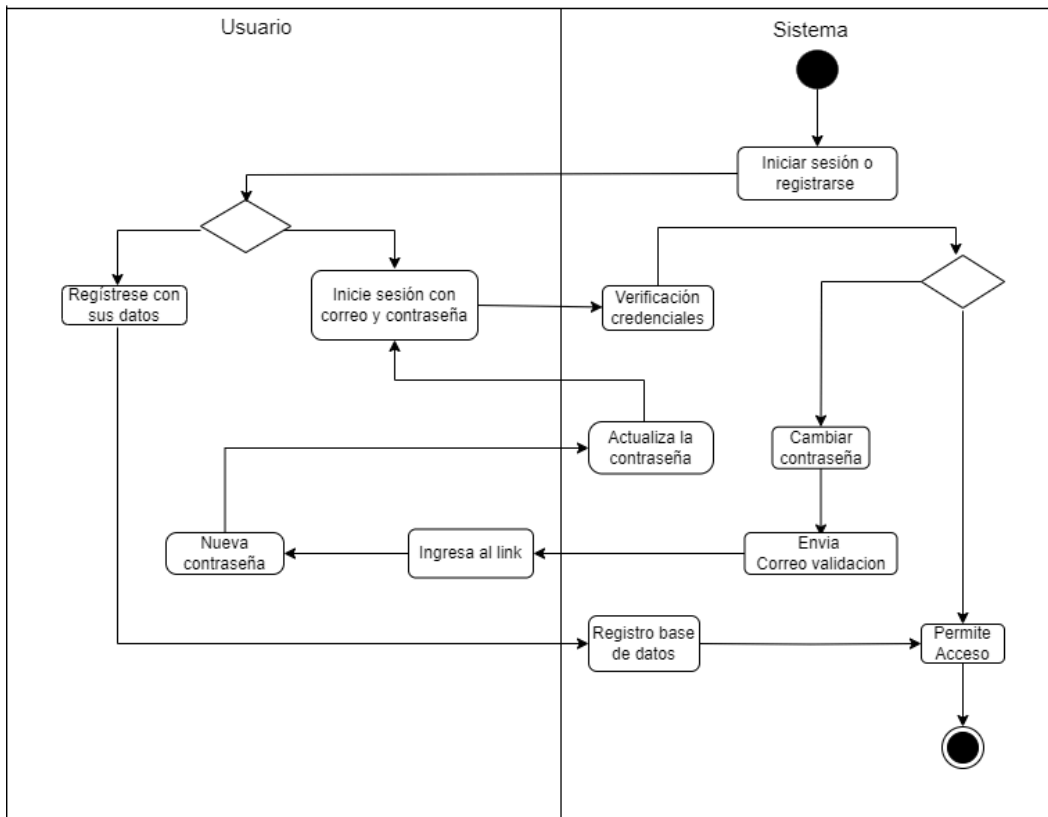 Usuario
Sistema
Iniciar sesión o
registrarse
Regístrese con
sus datos
Inicie sesión con
correo y contraseña
Verificación
credenciales
Actualiza la
contraseña
Cambiar
contraseña
Nueva
contraseña
Ingresa al link
Envia
Correo validacion
Registro base
de datos
Permite
Acceso